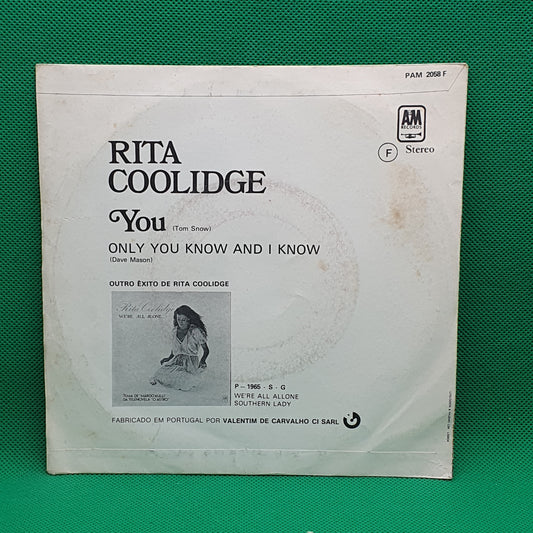 PAM 2058 F
A&M
RECORDS
F Stereo
RITA
COOLIDGE
You (Tom Snow)
ONLY YOU KNOW AND I KNOW
(Dave Mason)
OUTRO ÊXITO DE RITA COOLIDGE
Rita Coolidge
WE'RE ALL ALONE
P - 1965 - S - G
WE'RE ALL ALLONE
SOUTHERN LADY
FABRICADO EM PORTUGAL POR VALENTIM DE CARVALHO CI SARL